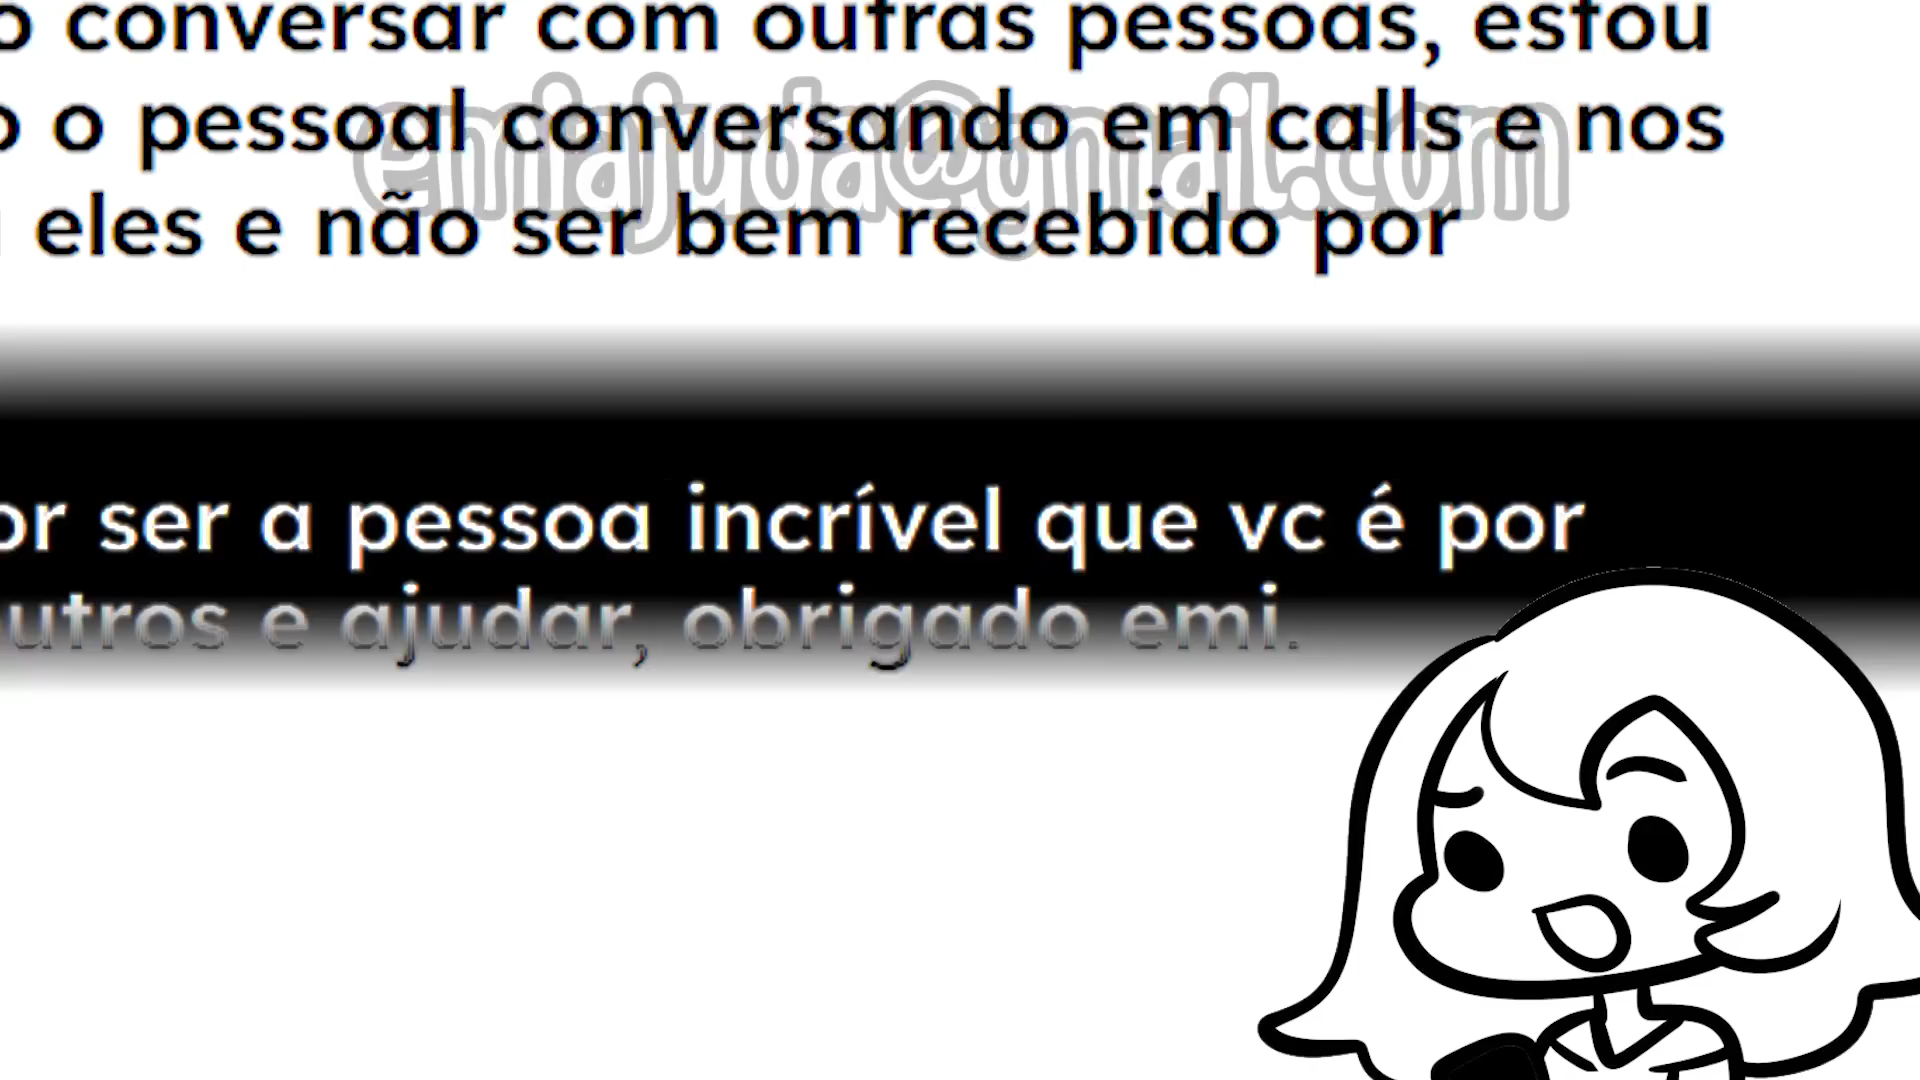 o conversar com outras pessoas, estou
o o pessoal conversando em calls e nos
emiajuda@gmail.com
eles e não ser bem recebido por
or ser a pessoa incrível que vc é por
utros e ajudar, obrigado emi.